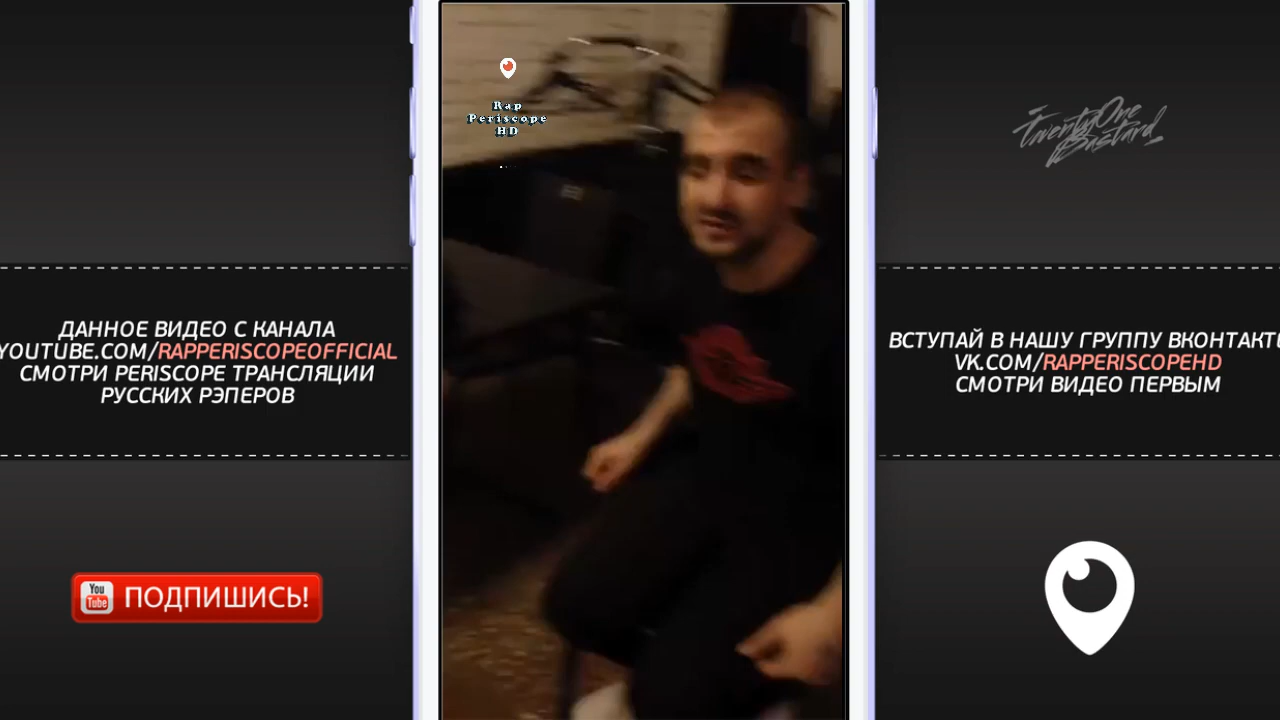 Rap
Periscope
HD
TwentyOne
Bastard
ДАННОЕ ВИДЕО С КАНАЛА
YOUTUBE.COM/RAPPERISCOPEOFFICIAL
СМОТРИ PERISCOPE ТРАНСЛЯЦИИ
РУССКИХ РЭПЕРОВ
ВСТУПАЙ В НАШУ ГРУППУ ВКОНТАКТЕ
VK.COM/RAPPERISCOPEHD
СМОТРИ ВИДЕО ПЕРВЫМ
You
Tube
ПОДПИШИСЬ!